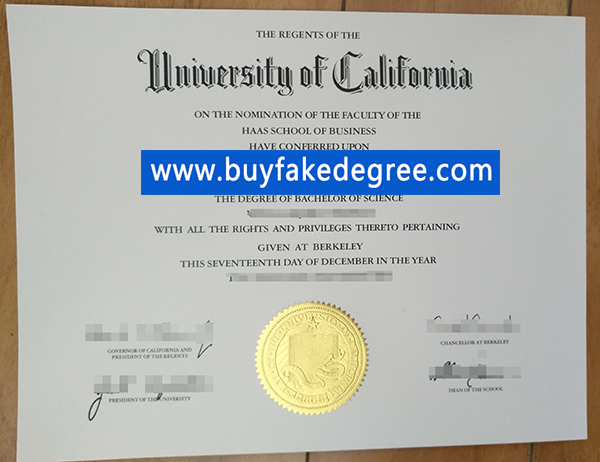 THE REGENTS OF THE
University of California
ON THE NOMINATION OF THE FACULTY OF THE
HAAS SCHOOL OF BUSINESS
HAVE CONFERRED UPON
www.buyfakedegree.com
THE DEGREE OF BACHELOR OF SCIENCE
WITH ALL THE RIGHTS AND PRIVILEGES THERETO PERTAINING
GIVEN AT BERKELEY
THIS SEVENTEENTH DAY OF DECEMBER IN THE YEAR
GOVERNOR OF CALIFORNIA AND
PRESIDENT OF THE REGENTS
CHANCELLOR AT BERKELEY
PRESIDENT OF THE UNIVERSITY
DEAN OF THE SCHOOL